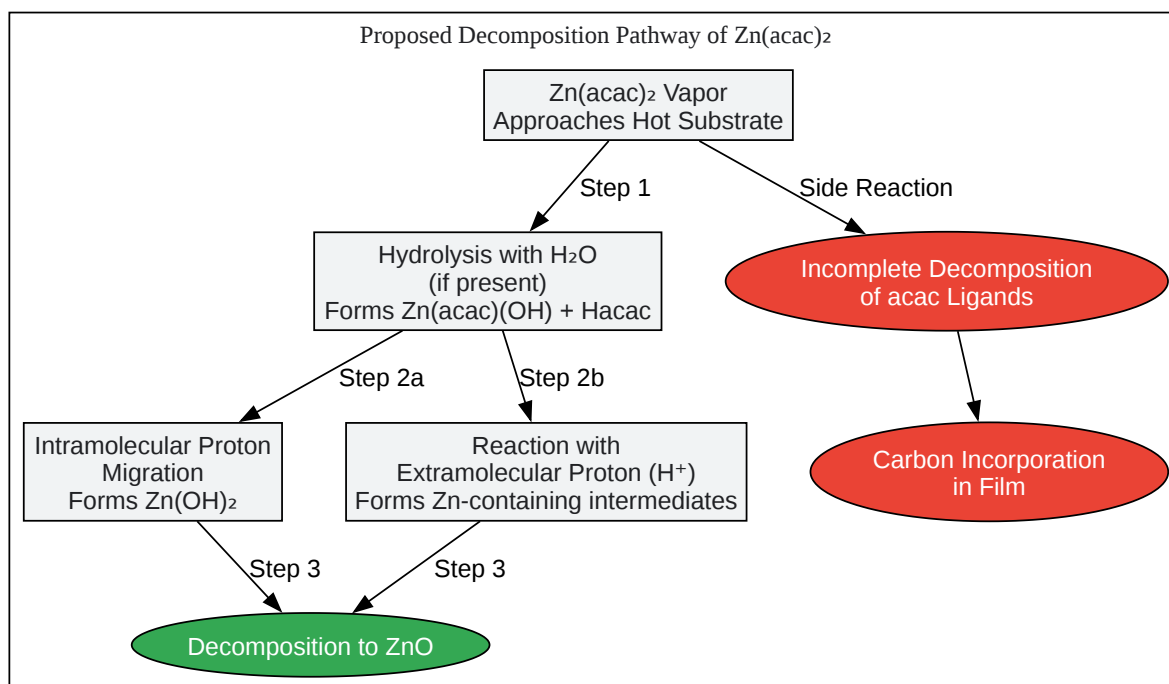 Proposed Decomposition Pathway of Zn(acac)₂
Zn(acac)₂ Vapor
Approaches Hot Substrate
Step 1
Side Reaction
Hydrolysis with H₂O
(if present)
Forms Zn(acac)(OH) + Hacac
Incomplete Decomposition
of acac Ligands
Step 2a
Step 2b
Intramolecular Proton
Migration
Forms Zn(OH)₂
Reaction with
Extramolecular Proton (H⁺)
Forms Zn-containing intermediates
Carbon Incorporation
in Film
Step 3
Step 3
Decomposition to ZnO